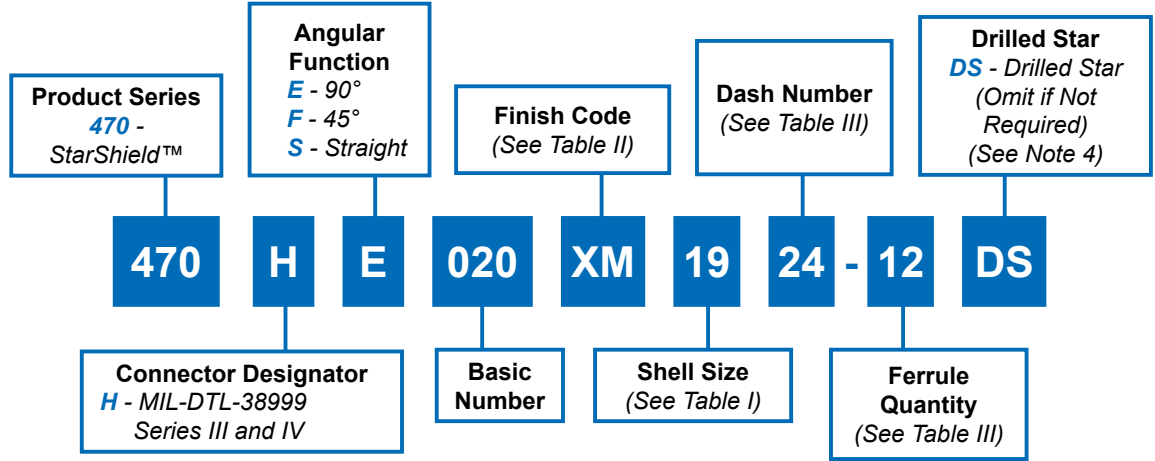 Product Series
470 -
StarShield™
Angular
Function
E - 90°
F - 45°
S - Straight
Finish Code
(See Table II)
Dash Number
(See Table III)
Drilled Star
DS - Drilled Star
(Omit if Not
Required)
(See Note 4)
470 H E 020 XM 19 24 - 12 DS
Connector Designator
H - MIL-DTL-38999
Series III and IV
Basic
Number
Shell Size
(See Table I)
Ferrule
Quantity
(See Table III)